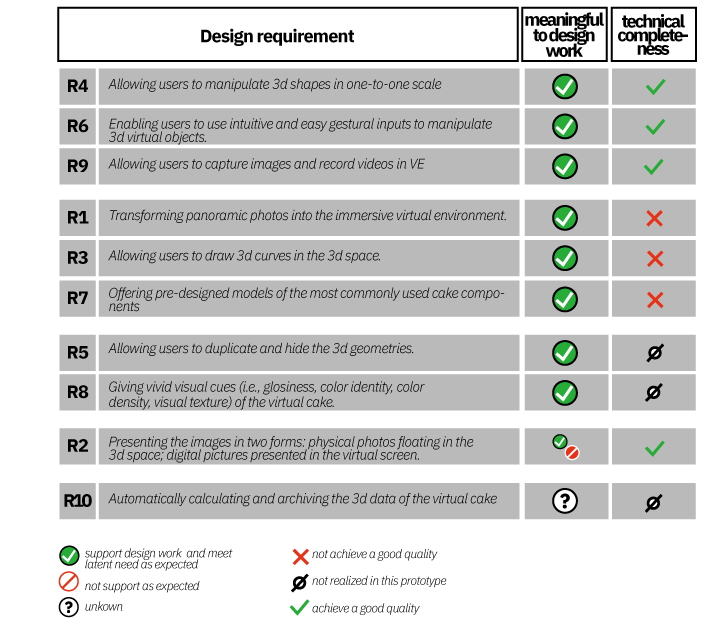 Design requirement
meaningful
to design
work
technical
complete-
ness
R4
Allowing users to manipulate 3d shapes in one-to-one scale
R6
Enabling users to use intuitive and easy gestural inputs to manipulate
3d virtual objects.
R9
Allowing users to capture images and record videos in VE
R1
Transforming panoramic photos into the immersive virtual environment.
R3
Allowing users to draw 3d curves in the 3d space.
R7
Offering pre-designed models of the most commonly used cake compo-
nents
R5
Allowing users to duplicate and hide the 3d geometries.
R8
Giving vivid visual cues (i.e., glosiness, color identity, color
density, visual texture) of the virtual cake.
R2
Presenting the images in two forms: physical photos floating in the
3d space; digital pictures presented in the virtual screen.
R10
Automatically calculating and archiving the 3d data of the virtual cake
?
support design work and meet
latent need as expected
not support as expected
?
unkown
not achieve a good quality
not realized in this prototype
achieve a good quality